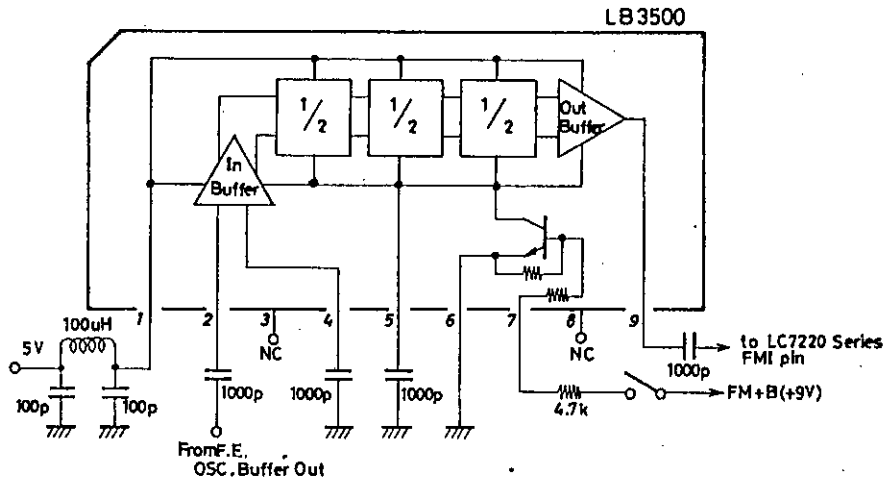 LB3500
1/2
1/2
1/2
Out
Buffer
In
Buffer
1
2
3
4
5
6
7
8
9
100uH
5V
NC
NC
to LC7220 Series
FMI pin
1000p
100p
100p
1000p
1000p
1000p
4.7k
FM+B(+9V)
From F.E.
OSC.Buffer Out